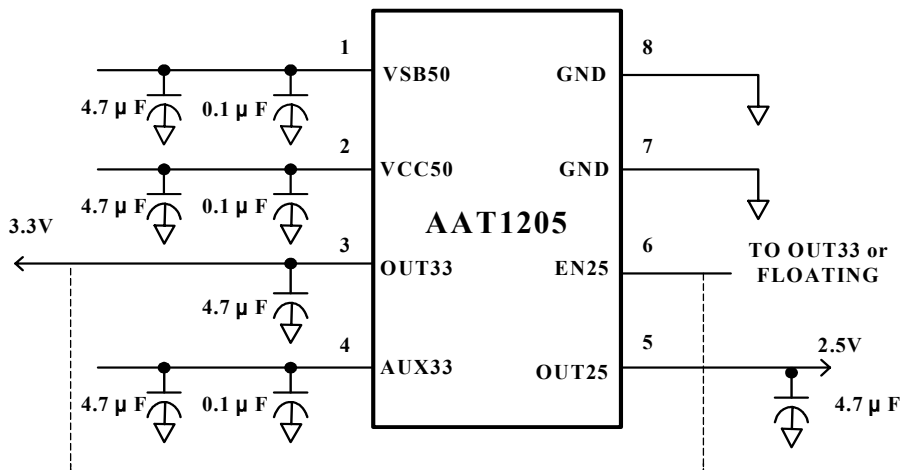 1
8
VSB50
GND
4.7 μ F
0.1 μ F
2
7
VCC50
GND
4.7 μ F
0.1 μ F
AAT1205
3.3V
3
6
TO OUT33 or
FLOATING
OUT33
EN25
4.7 μ F
4
5
2.5V
AUX33
OUT25
4.7 μ F
0.1 μ F
4.7 μ F